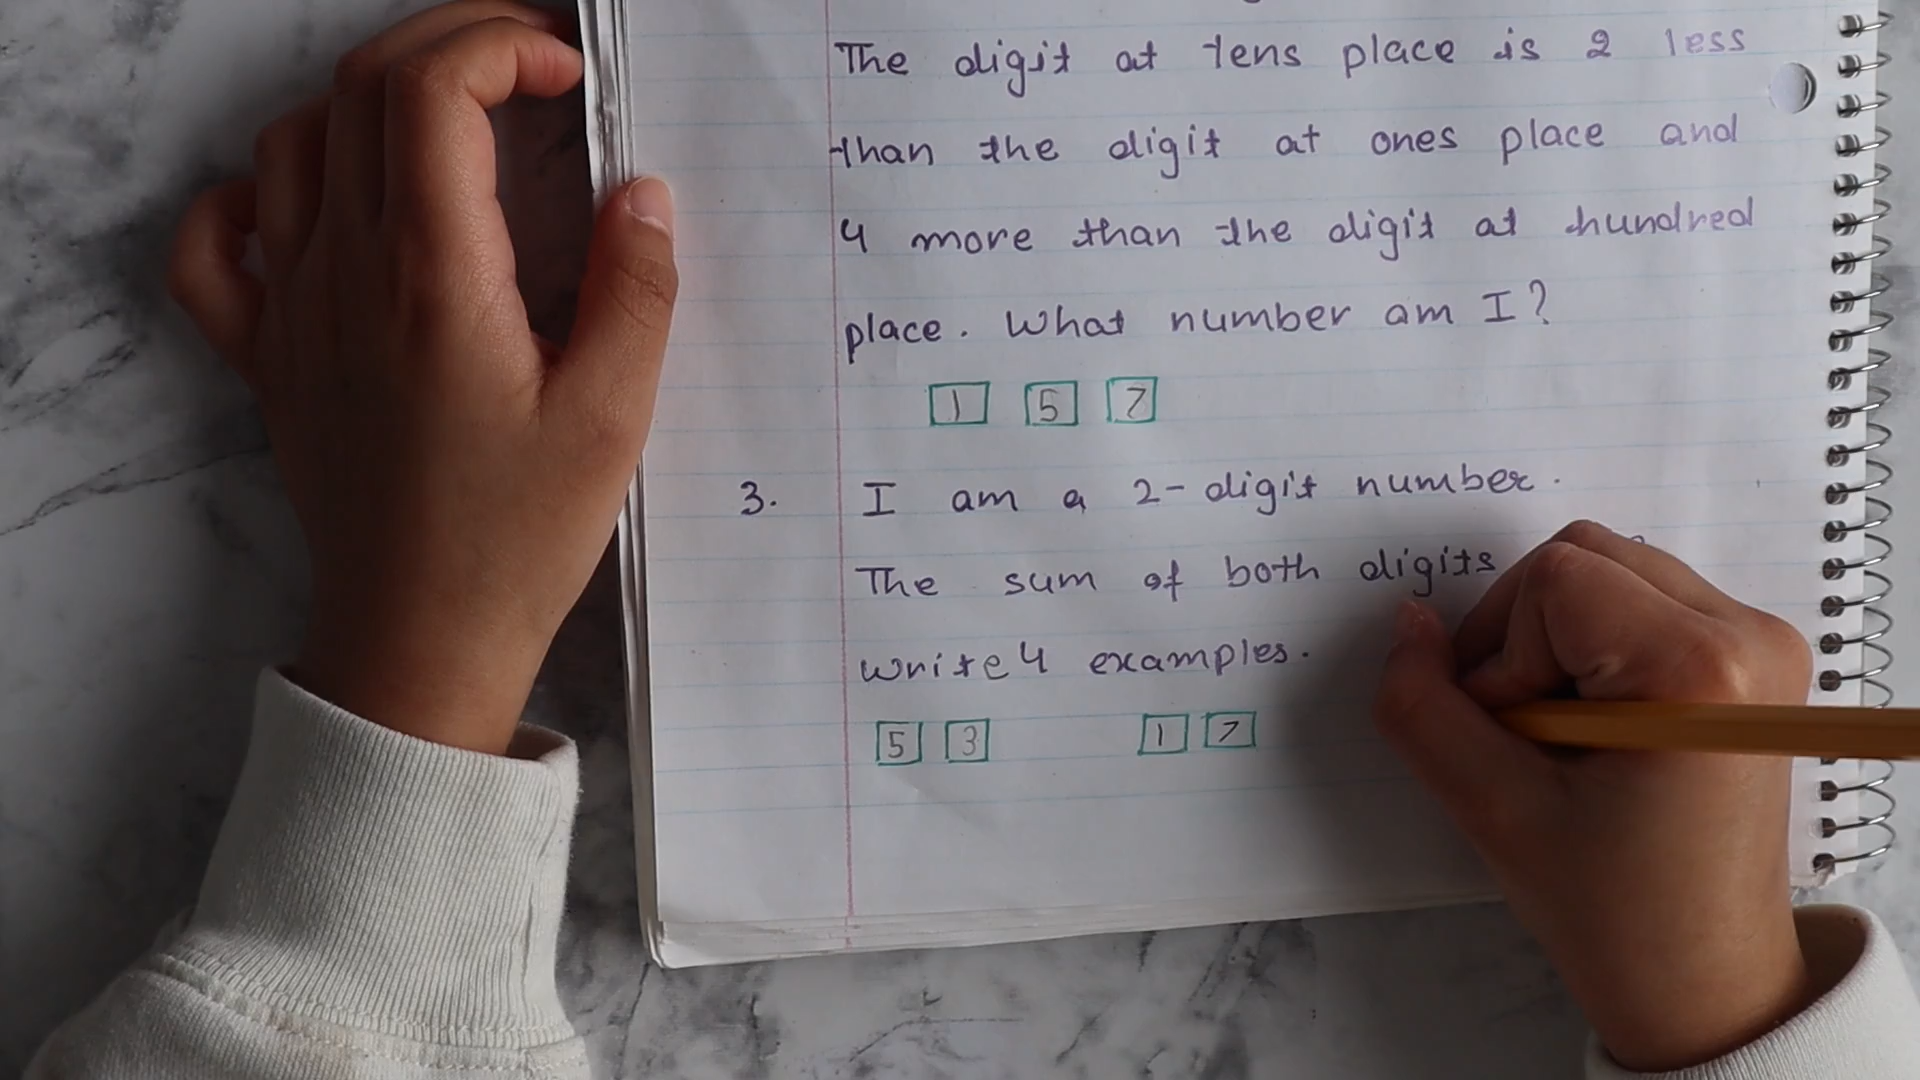 The digit at tens place is 2 less
than the digit at ones place and
4 more than the digit at hundred
place. What number am I?
1 5 7
3. I am a 2-digit number.
The sum of both digits
write 4 examples.
5 3 1 7